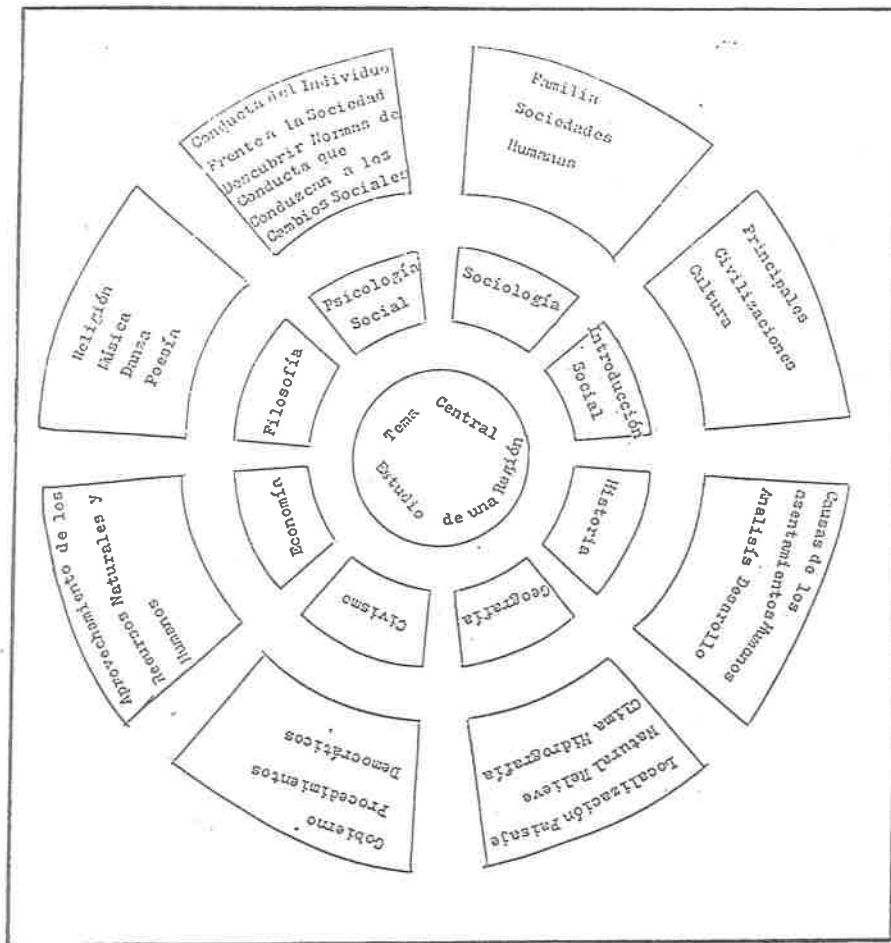 Conducta del Individuo
Frente a la Sociedad
Descubrir Normas de
Conducta que
Conduzcan a los
Cambios Sociales
Familia
Sociedades
Humanas
Principales
Civilizaciones
Cultura
Causas de los
asentamientos Humanos
Analisís Desarrollo
Localización Paisaje
Natural Relieve
Clima Hidrografía
Gobierno
Procedimientos
Democráticos
Aprovechamiento de los
Recursos Naturales y
Humanos
Religión
Música
Danza
Poesía
Psicología
Social
Sociología
Introducción
Social
Historia
Geografía
Civismo
Economía
Filosofía
Tema Central
Estudio de una Región